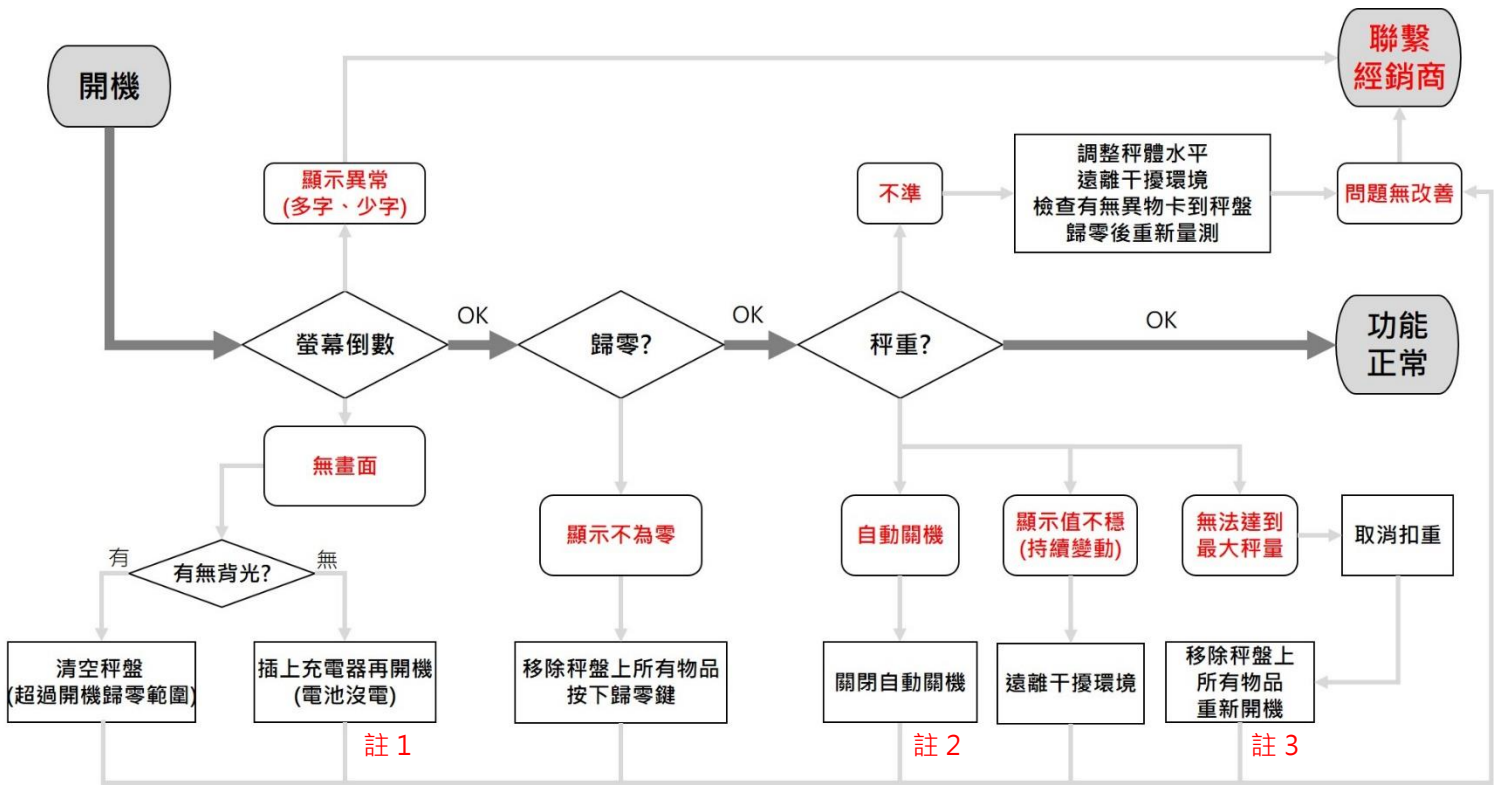 開機
聯繫
經銷商
顯示異常
(多字、少字)
不準
調整秤體水平
遠離干擾環境
檢查有無異物卡到秤盤
歸零後重新量測
問題無改善
螢幕倒數
OK
歸零?
OK
秤重?
OK
功能
正常
無畫面
顯示不為零
自動關機
顯示值不穩
(持續變動)
無法達到
最大秤量
取消扣重
有
有無背光?
無
清空秤盤
(超過開機歸零範圍)
插上充電器再開機
(電池沒電)
移除秤盤上所有物品
按下歸零鍵
關閉自動關機
遠離干擾環境
移除秤盤上
所有物品
重新開機
註 1
註 2
註 3